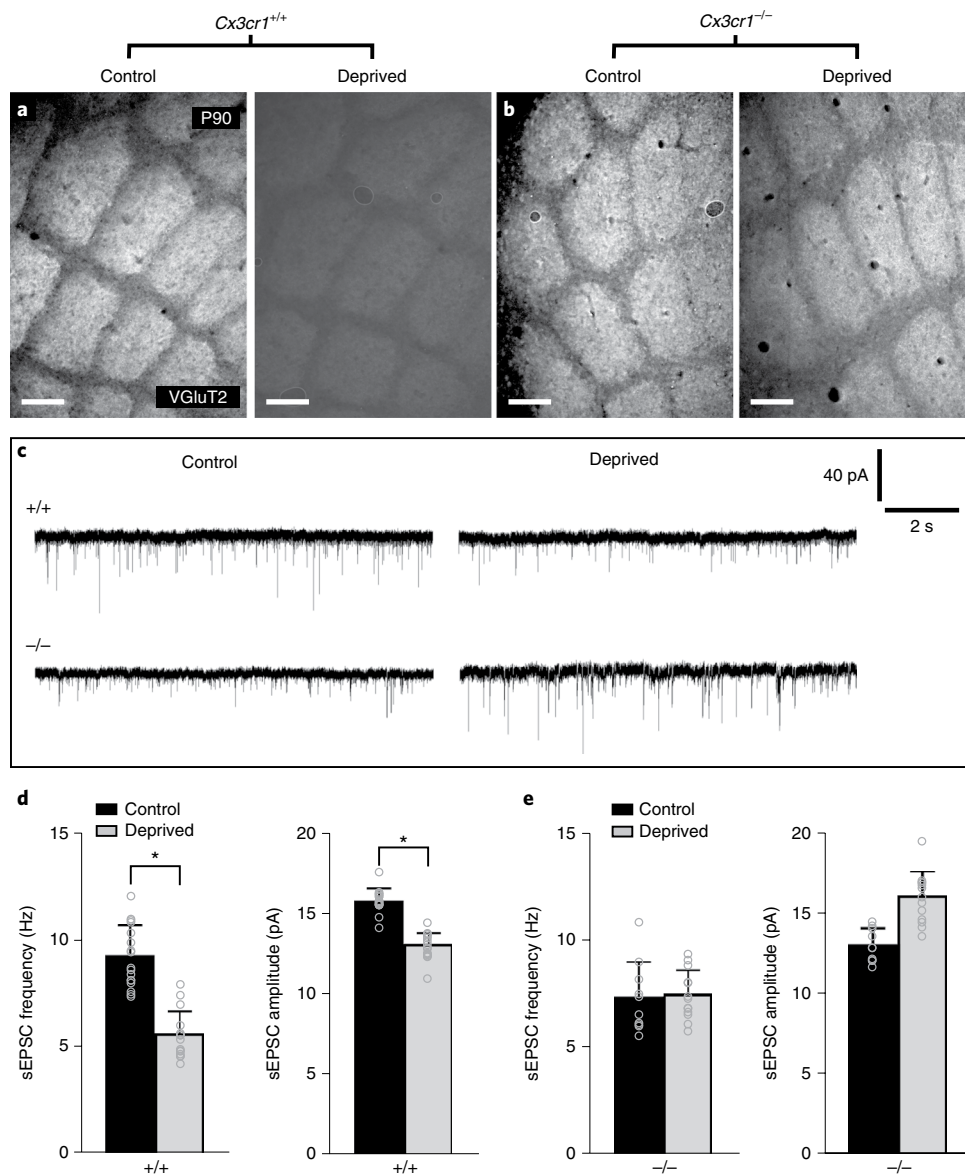 Cx3cr1+/+
Cx3cr1−/−
Control
Deprived
Control
Deprived
a
P90
VGluT2
b
c
Control
Deprived
40 pA
2 s
+/+
−/−
d
Control
Deprived
15
10
5
0
sEPSC frequency (Hz)
*
+/+
20
15
10
5
0
sEPSC amplitude (pA)
*
+/+
e
Control
Deprived
15
10
5
0
sEPSC frequency (Hz)
−/−
20
15
10
5
0
sEPSC amplitude (pA)
−/−